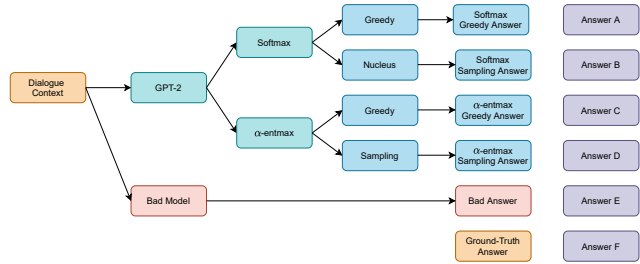 Dialogue
Context
GPT-2
Bad Model
Softmax
α-entmax
Greedy
Nucleus
Greedy
Sampling
Softmax
Greedy Answer
Softmax
Sampling Answer
α-entmax
Greedy Answer
α-entmax
Sampling Answer
Bad Answer
Ground-Truth
Answer
Answer A
Answer B
Answer C
Answer D
Answer E
Answer F